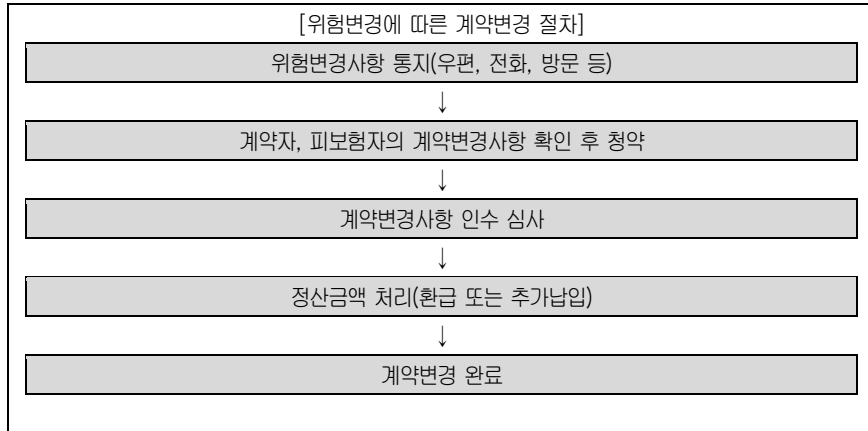 [위험변경에 따른 계약변경 절차]
위험변경사항 통지(우편, 전화, 방문 등)
↓
계약자, 피보험자의 계약변경사항 확인 후 청약
↓
계약변경사항 인수 심사
↓
정산금액 처리(환급 또는 추가납입)
↓
계약변경 완료